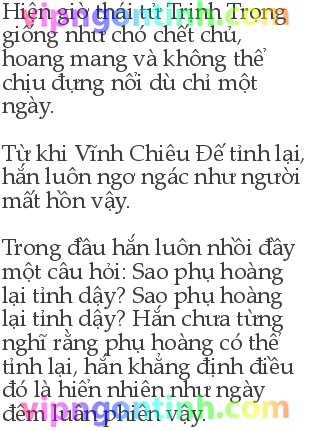 vipngontinh.com
Hiện giờ thái tử Trịnh Trọng
giống như chó chết chủ,
hoang mang và không thể
chịu đựng nổi dù chỉ một
ngày.
Từ khi Vĩnh Chiêu Đế tỉnh lại,
hắn luôn ngơ ngác như người
mất hồn vậy.
Trong đầu hắn luôn nhồi đầy
một câu hỏi: Sao phụ hoàng
lại tỉnh dậy? Sao phụ hoàng
lại tỉnh dậy? Hắn chưa từng
nghĩ rằng phụ hoàng có thể
tỉnh lại, hắn khẳng định điều
đó là hiển nhiên như ngày
đêm luân phiên vậy.
vipngontinh.com